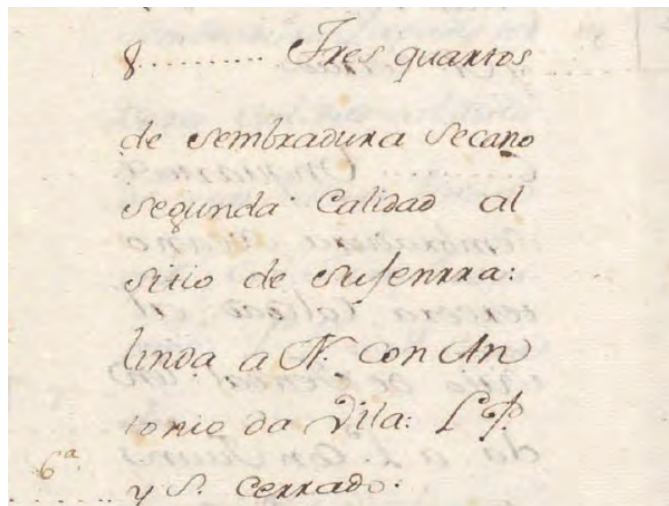 8 ......... Tres quartos
de sembradura Secano
segunda Calidad al
sitio de susenrra:
linda a N. con An
tonio da Vila: L. P.
6ª
y S. Cerrado: